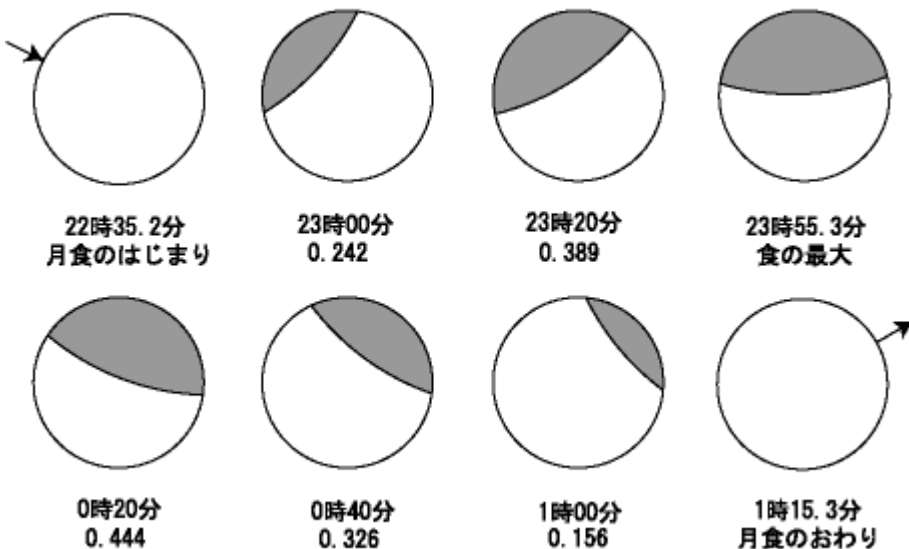 22時35.2分
月食のはじまり
23時00分
0.242
23時20分
0.389
23時55.3分
食の最大
0時20分
0.444
0時40分
0.326
1時00分
0.156
1時15.3分
月食のおわり